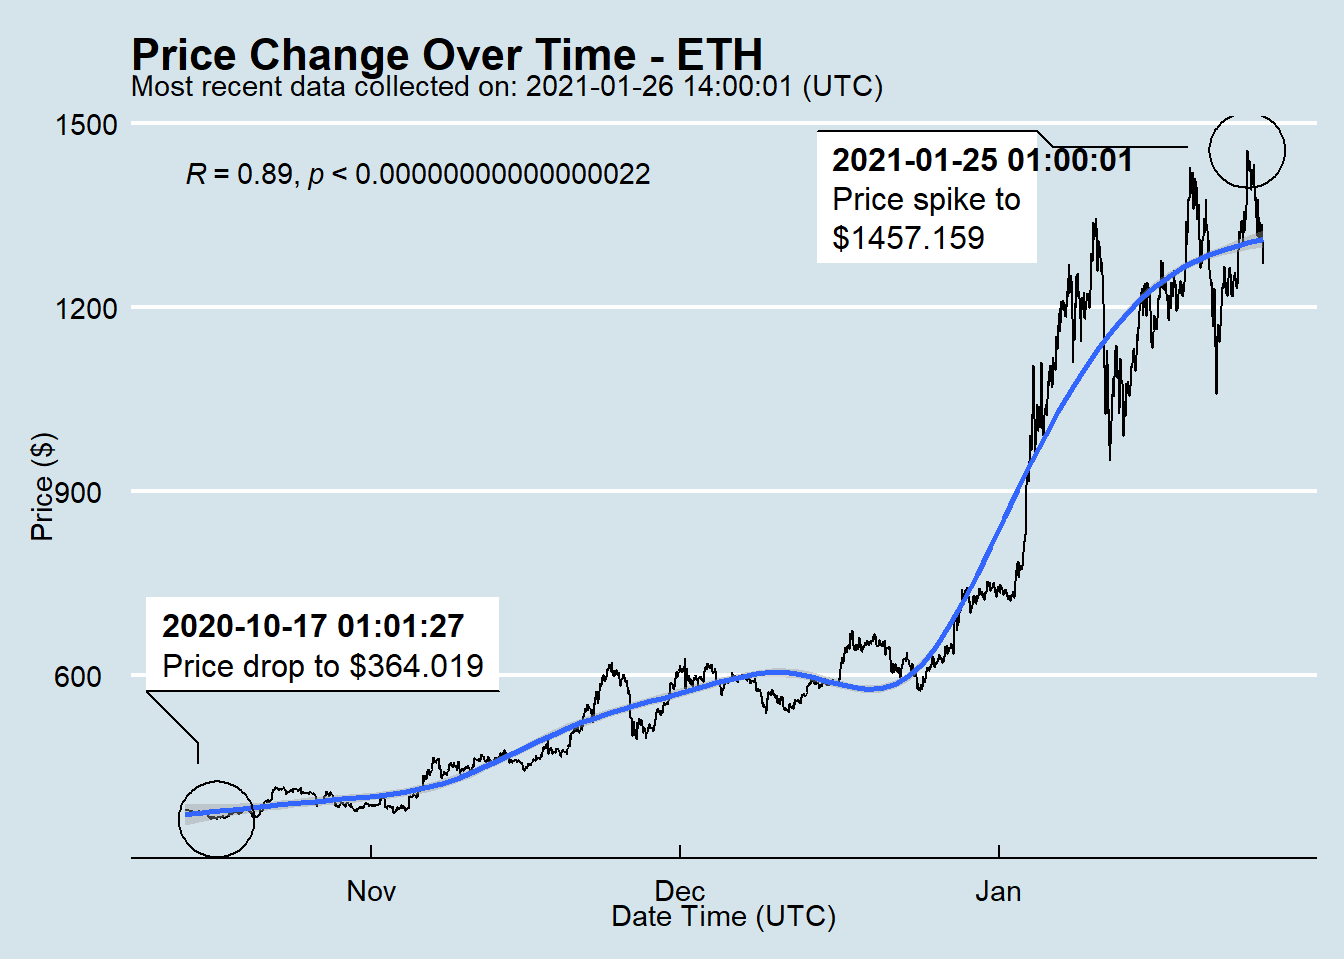 Price Change Over Time - ETH
Most recent data collected on: 2021-01-26 14:00:01 (UTC)
R = 0.89, p < 0.00000000000000022
2021-01-25 01:00:01
Price spike to
$1457.159
2020-10-17 01:01:27
Price drop to $364.019
1500
1200
900
600
Price ($)
Nov
Dec
Jan
Date Time (UTC)